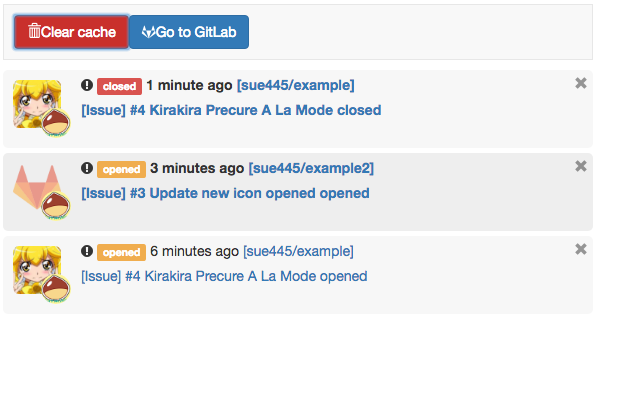 Clear cache Go to GitLab
closed 1 minute ago [sue445/example]
[Issue] #4 Kirakira Precure A La Mode closed
opened 3 minutes ago [sue445/example2]
[Issue] #3 Update new icon opened opened
opened 6 minutes ago [sue445/example]
[Issue] #4 Kirakira Precure A La Mode opened